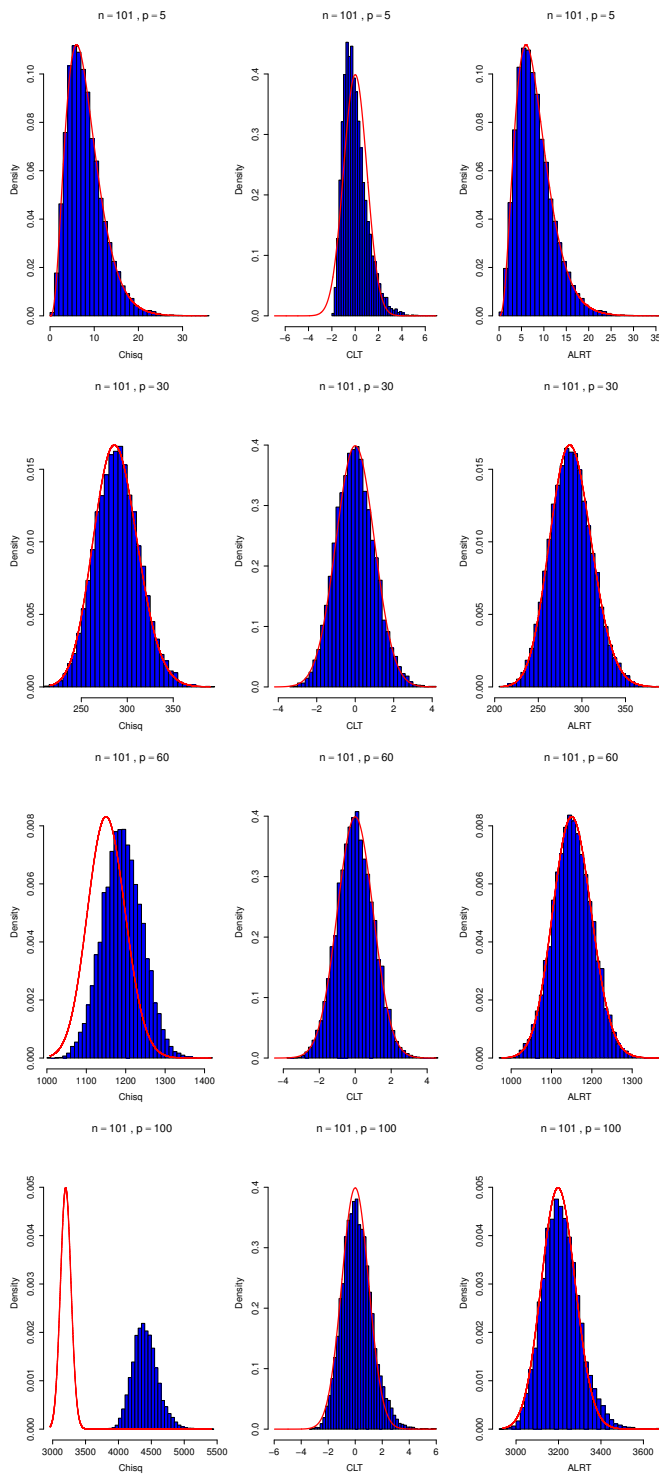 n = 101 , p = 5
Density
0.00 0.02 0.04 0.06 0.08 0.10
0 10 20 30
Chisq
n = 101 , p = 5
Density
0.0 0.1 0.2 0.3 0.4
−6 −4 −2 0 2 4 6
CLT
n = 101 , p = 5
Density
0.00 0.02 0.04 0.06 0.08 0.10
0 5 10 15 20 25 30 35
ALRT
n = 101 , p = 30
Density
0.000 0.005 0.010 0.015
250 300 350
Chisq
n = 101 , p = 30
Density
0.0 0.1 0.2 0.3 0.4
−4 −2 0 2 4
CLT
n = 101 , p = 30
Density
0.000 0.005 0.010 0.015
200 250 300 350
ALRT
n = 101 , p = 60
Density
0.000 0.002 0.004 0.006 0.008
1000 1100 1200 1300 1400
Chisq
n = 101 , p = 60
Density
0.0 0.1 0.2 0.3 0.4
−4 −2 0 2 4
CLT
n = 101 , p = 60
Density
0.000 0.002 0.004 0.006 0.008
1000 1100 1200 1300
ALRT
n = 101 , p = 100
Density
0.000 0.001 0.002 0.003 0.004 0.005
3000 3500 4000 4500 5000 5500
Chisq
n = 101 , p = 100
Density
0.0 0.1 0.2 0.3 0.4
−6 −4 −2 0 2 4 6
CLT
n = 101 , p = 100
Density
0.000 0.001 0.002 0.003 0.004 0.005
3000 3200 3400 3600
ALRT